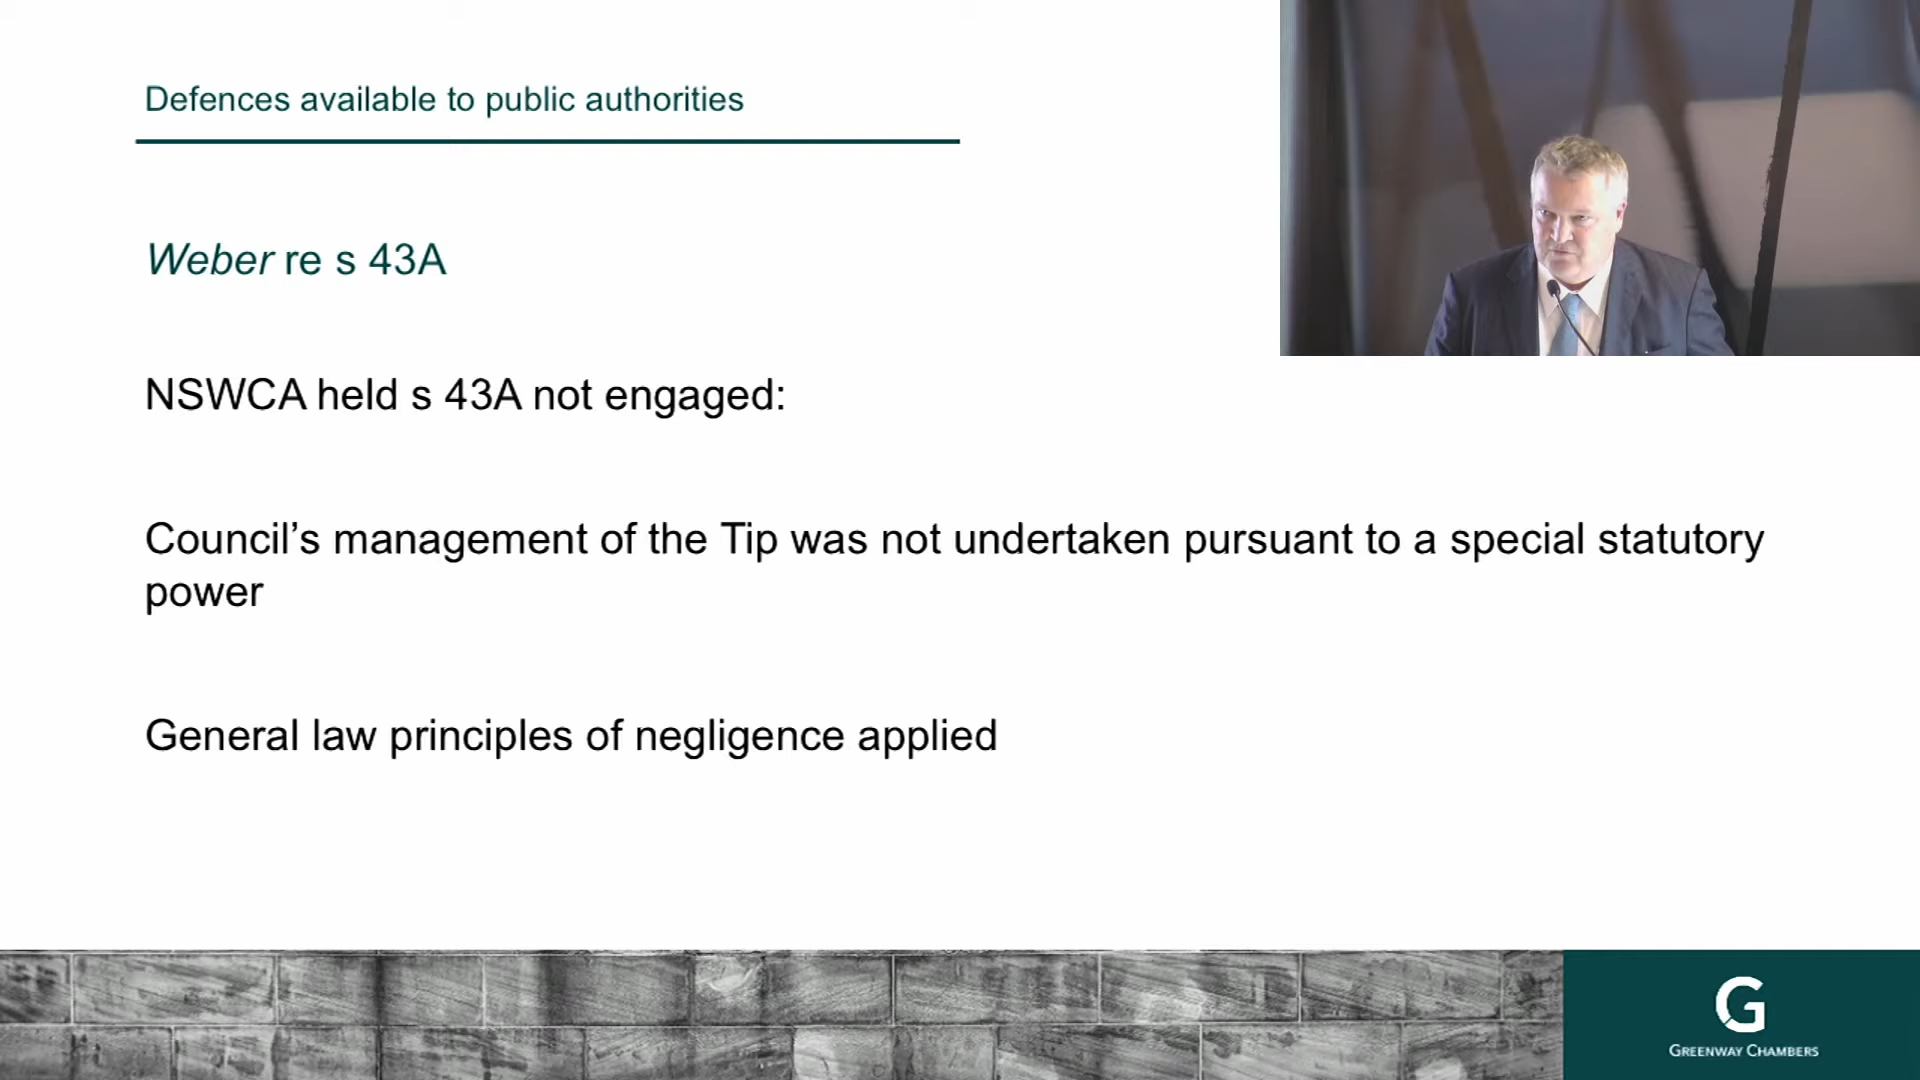 Defences available to public authorities
Weber re s 43A
NSWCA held s 43A not engaged:
Council’s management of the Tip was not undertaken pursuant to a special statutory
power
General law principles of negligence applied
G
GREENWAY CHAMBERS